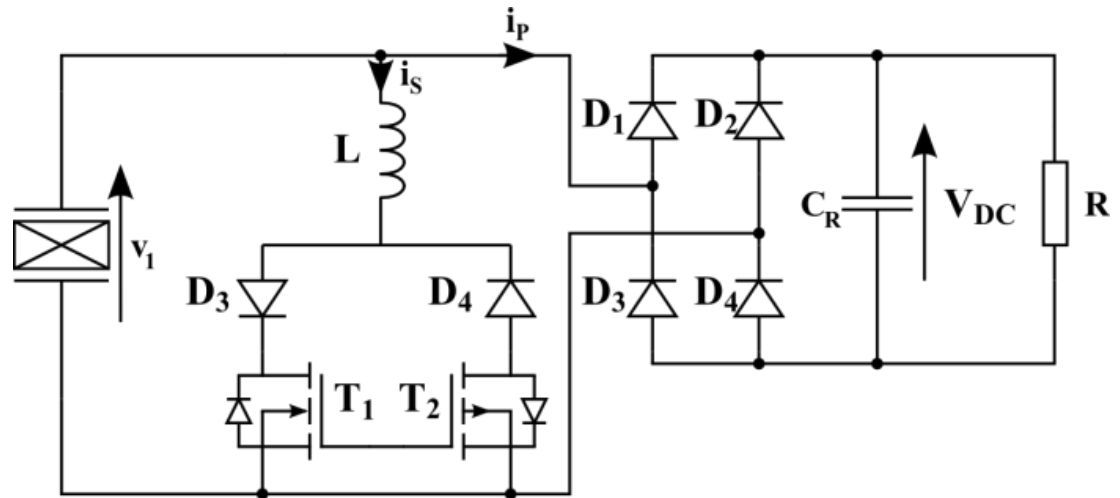 i_P
i_S
L
v_1
D_3
D_4
T_1
T_2
D_1
D_2
D_3
D_4
C_R
V_DC
R